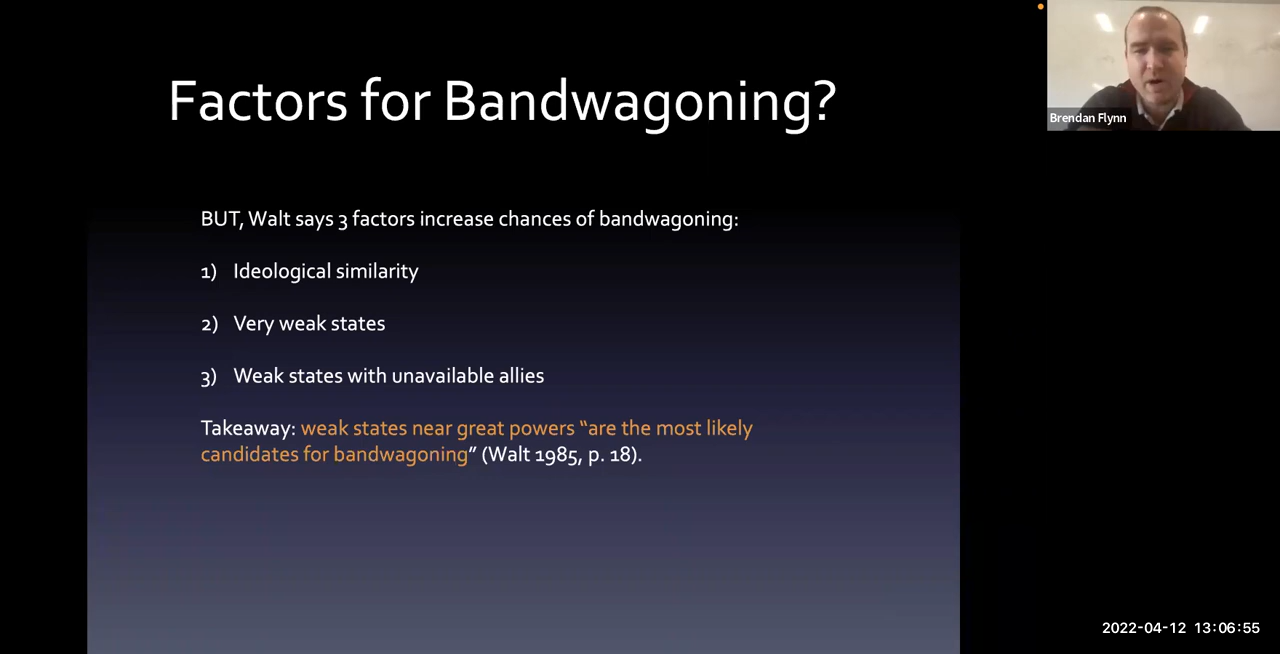 Factors for Bandwagoning?
Brendan Flynn
BUT, Walt says 3 factors increase chances of bandwagoning:
1) Ideological similarity
2) Very weak states
3) Weak states with unavailable allies
Takeaway: weak states near great powers “are the most likely
candidates for bandwagoning” (Walt 1985, p. 18).
2022-04-12 13:06:55